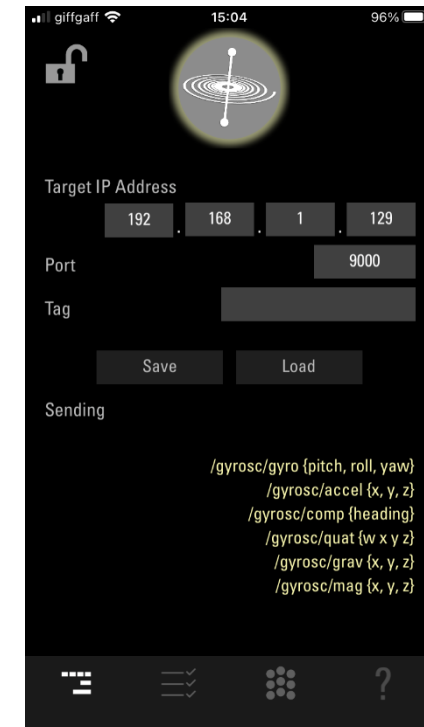 giffgaff 15:04 96%
Target IP Address
192 . 168 . 1 . 129
Port 9000
Tag
Save Load
Sending
/gyrosc/gyro {pitch, roll, yaw}
/gyrosc/accel {x, y, z}
/gyrosc/comp {heading}
/gyrosc/quat {w x y z}
/gyrosc/grav {x, y, z}
/gyrosc/mag {x, y, z}
?